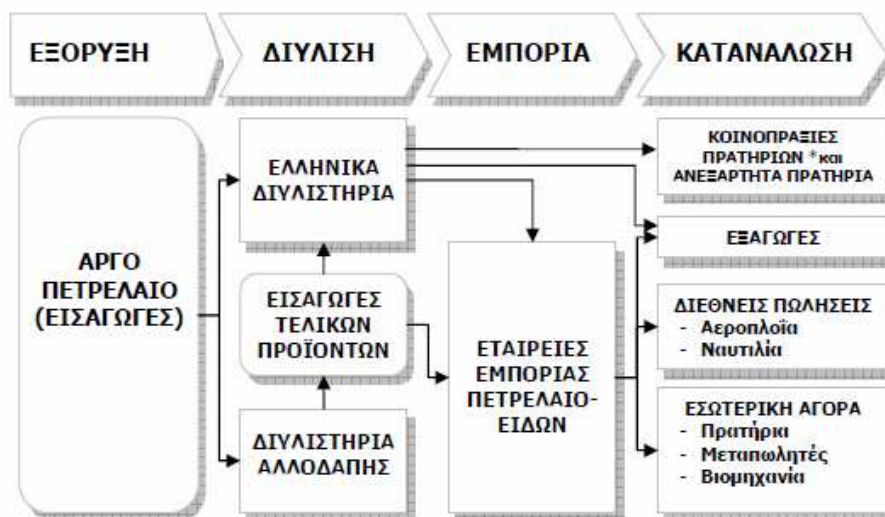 ΕΞΟΡΥΞΗ
ΔΙΥΛΙΣΗ
ΕΜΠΟΡΙΑ
ΚΑΤΑΝΑΛΩΣΗ
ΑΡΓΟ
ΠΕΤΡΕΛΑΙΟ
(ΕΙΣΑΓΩΓΕΣ)
ΕΛΛΗΝΙΚΑ
ΔΙΥΛΙΣΤΗΡΙΑ
ΕΙΣΑΓΩΓΕΣ
ΤΕΛΙΚΩΝ
ΠΡΟΪΟΝΤΩΝ
ΔΙΥΛΙΣΤΗΡΙΑ
ΑΛΛΟΔΑΠΗΣ
ΕΤΑΙΡΕΙΕΣ
ΕΜΠΟΡΙΑΣ
ΠΕΤΡΕΛΑΙΟ-
ΕΙΔΩΝ
ΚΟΙΝΟΠΡΑΞΙΕΣ
ΠΡΑΤΗΡΙΩΝ *και
ΑΝΕΞΑΡΤΗΤΑ ΠΡΑΤΗΡΙΑ
ΕΞΑΓΩΓΕΣ
ΔΙΕΘΝΕΙΣ ΠΩΛΗΣΕΙΣ
- Αεροπλοΐα
- Ναυτιλία
ΕΣΩΤΕΡΙΚΗ ΑΓΟΡΑ
- Πρατήρια
- Μεταπωλητές
- Βιομηχανία